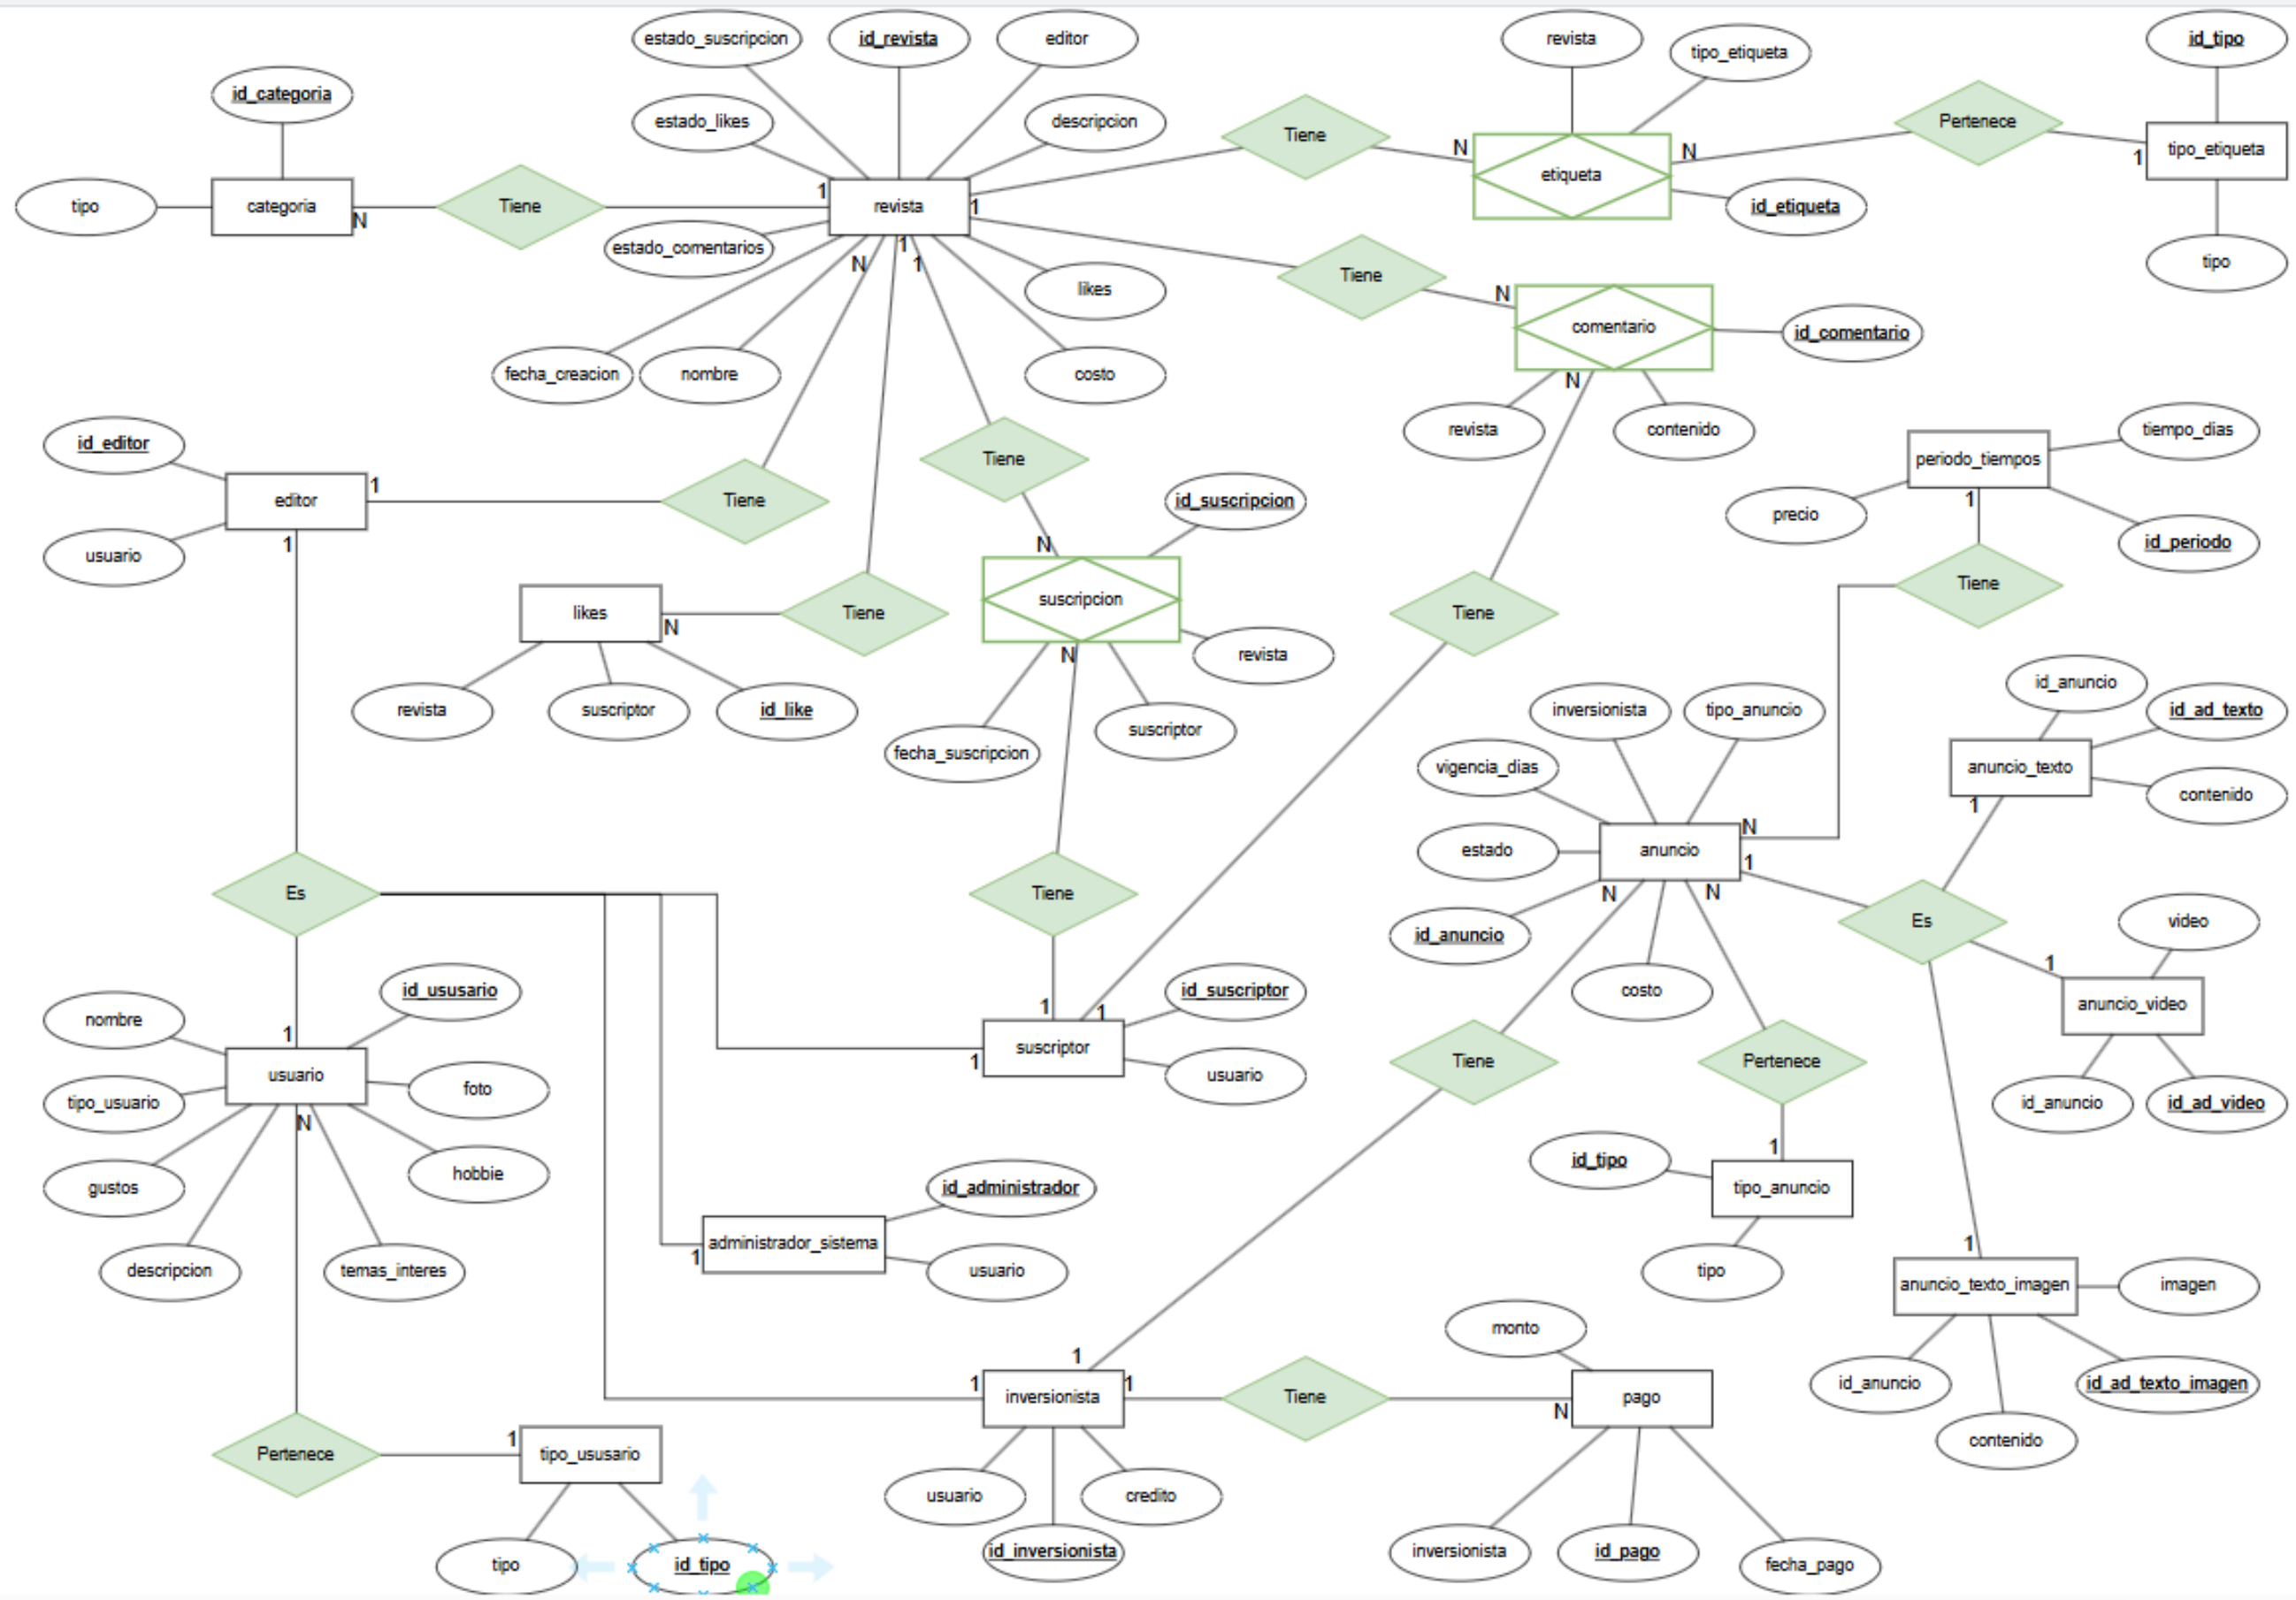 estado_suscripcion
id_revista
editor
revista
tipo_etiqueta
id_tipo
id_categoria
estado_likes
descripcion
Tiene
Pertenece
N
N
1
tipo_etiqueta
etiqueta
tipo
categoria
N
Tiene
1
revista
1
id_etiqueta
estado_comentarios
1
N
1
likes
Tiene
N
tipo
comentario
id_comentario
fecha_creacion
nombre
costo
N
revista
contenido
tiempo_dias
id_editor
Tiene
periodo_tiempos
editor
1
Tiene
id_suscripcion
1
precio
usuario
1
N
id_periodo
likes
N
Tiene
suscripcion
Tiene
Tiene
N
revista
id_anuncio
revista
suscriptor
id_like
inversionista
tipo_anuncio
id_ad_texto
fecha_suscripcion
suscriptor
vigencia_dias
anuncio_texto
contenido
1
N
estado
anuncio
1
Es
Tiene
N
N
id_anuncio
Es
video
1
nombre
id_ususario
costo
id_suscriptor
anuncio_video
1
1
1
suscriptor
1
usuario
usuario
foto
Tiene
Pertenece
tipo_usuario
N
id_anuncio
id_ad_video
gustos
hobbie
id_administrador
1
id_tipo
tipo_anuncio
administrador_sistema
1
usuario
descripcion
temas_interes
tipo
1
anuncio_texto_imagen
imagen
monto
1
1
inversionista
1
Tiene
N
pago
id_anuncio
id_ad_texto_imagen
contenido
Pertenece
1
tipo_ususario
usuario
credito
id_inversionista
tipo
id_tipo
inversionista
id_pago
fecha_pago